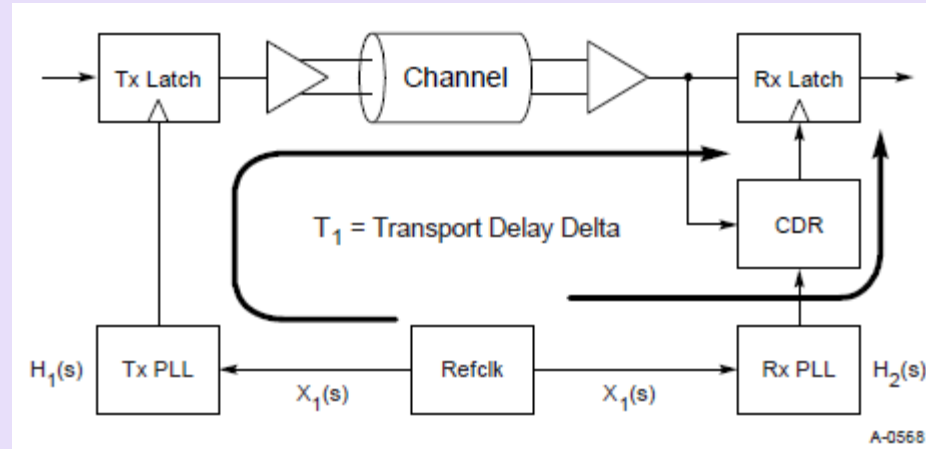 Tx Latch
Channel
Rx Latch
T1 = Transport Delay Delta
CDR
H1(s)
Tx PLL
X1(s)
Refclk
X1(s)
Rx PLL
H2(s)
A-0568